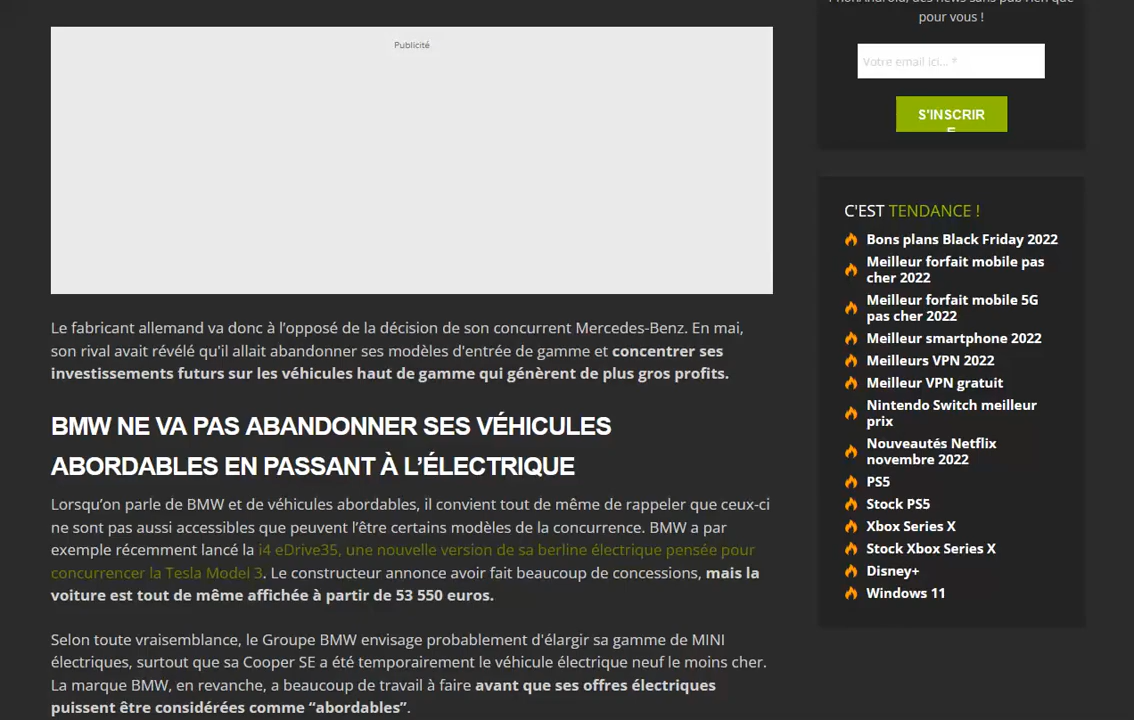 PhonAndroid, des news sans pub rien que
pour vous !
Publicité
Votre email ici... *
S'INSCRIR
E
Le fabricant allemand va donc à l’opposé de la décision de son concurrent Mercedes-Benz. En mai,
son rival avait révélé qu'il allait abandonner ses modèles d'entrée de gamme et concentrer ses
investissements futurs sur les véhicules haut de gamme qui génèrent de plus gros profits.
BMW NE VA PAS ABANDONNER SES VÉHICULES
ABORDABLES EN PASSANT À L’ÉLECTRIQUE
Lorsqu’on parle de BMW et de véhicules abordables, il convient tout de même de rappeler que ceux-ci
ne sont pas aussi accessibles que peuvent l’être certains modèles de la concurrence. BMW a par
exemple récemment lancé la i4 eDrive35, une nouvelle version de sa berline électrique pensée pour
concurrencer la Tesla Model 3. Le constructeur annonce avoir fait beaucoup de concessions, mais la
voiture est tout de même affichée à partir de 53 550 euros.
Selon toute vraisemblance, le Groupe BMW envisage probablement d'élargir sa gamme de MINI
électriques, surtout que sa Cooper SE a été temporairement le véhicule électrique neuf le moins cher.
La marque BMW, en revanche, a beaucoup de travail à faire avant que ses offres électriques
puissent être considérées comme “abordables”.
C'EST TENDANCE !
Bons plans Black Friday 2022
Meilleur forfait mobile pas
cher 2022
Meilleur forfait mobile 5G
pas cher 2022
Meilleur smartphone 2022
Meilleurs VPN 2022
Meilleur VPN gratuit
Nintendo Switch meilleur
prix
Nouveautés Netflix
novembre 2022
PS5
Stock PS5
Xbox Series X
Stock Xbox Series X
Disney+
Windows 11